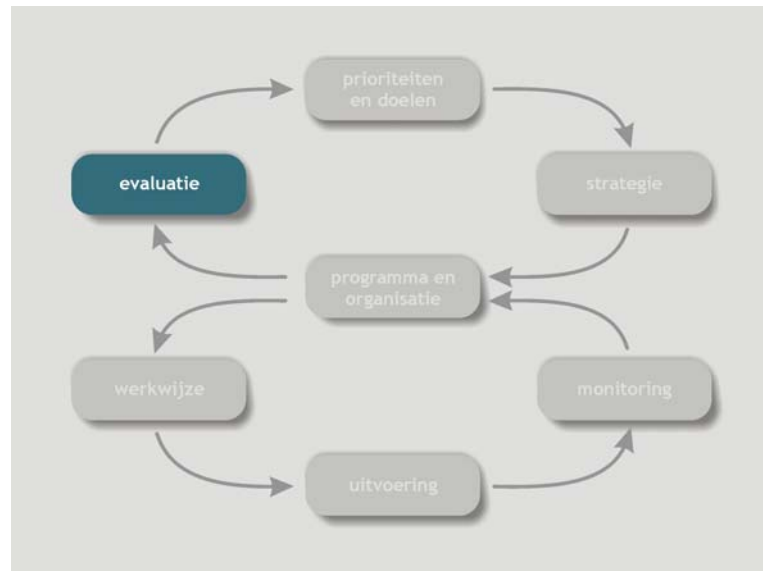 prioriteiten
en doelen
evaluatie
strategie
programma en
organisatie
werkwijze
monitoring
uitvoering